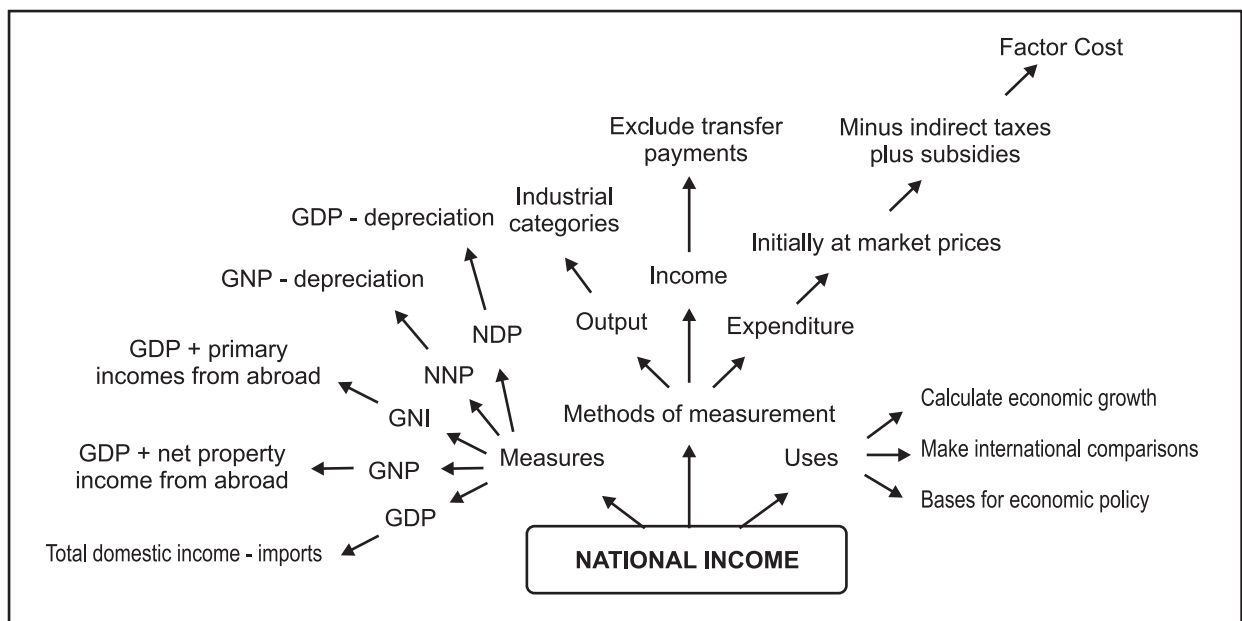 Factor Cost
Exclude transfer
payments
Minus indirect taxes
plus subsidies
Industrial
categories
GDP - depreciation
Initially at market prices
GNP - depreciation
Income
Output
Expenditure
NDP
GDP + primary
incomes from abroad
NNP
GNI
Methods of measurement
Calculate economic growth
GDP + net property
income from abroad
GNP
Measures
Uses
Make international comparisons
Bases for economic policy
GDP
Total domestic income - imports
NATIONAL INCOME